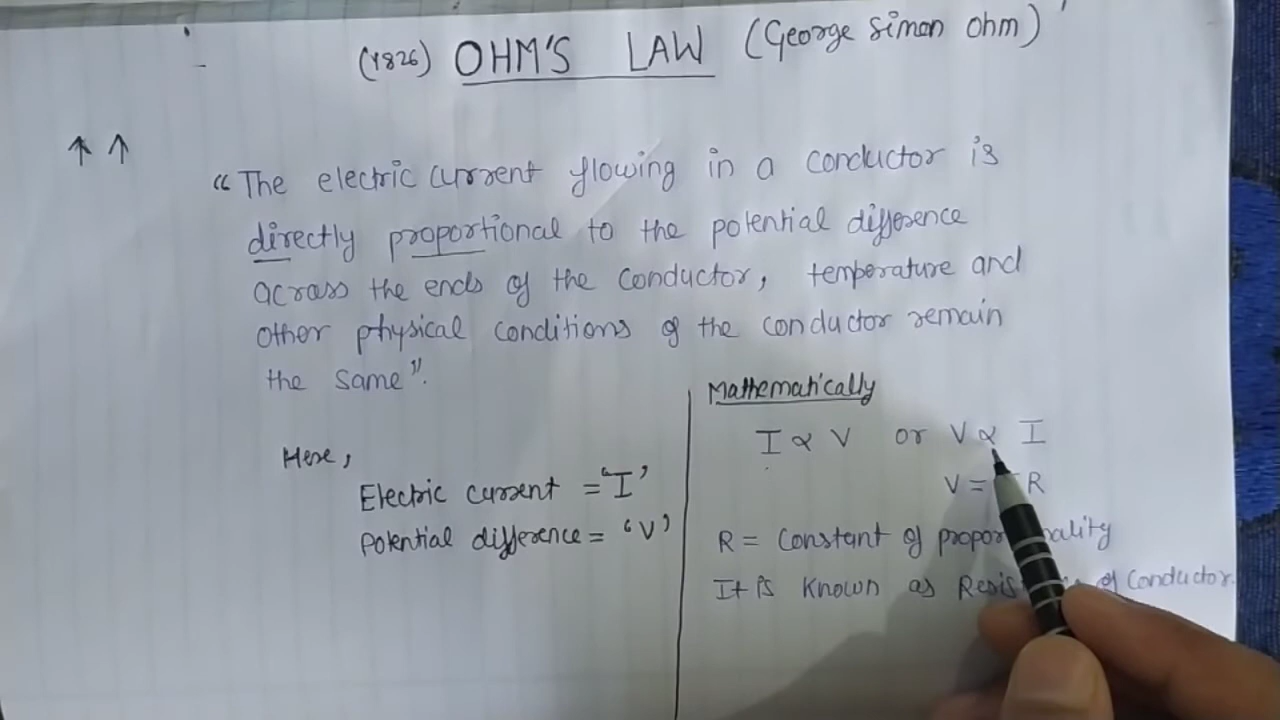 (1826) OHM'S LAW (George Simon Ohm)
↑ ↑
“The electric current flowing in a conductor is
directly proportional to the potential difference
across the ends of the conductor, temperature and
other physical conditions of the conductor remain
the same”.
Here,
Electric current = “I’
Potential difference = ‘V’
Mathematically
I ∝ V or V ∝ I
V = R
R = Constant of
It is known as of Conductor.